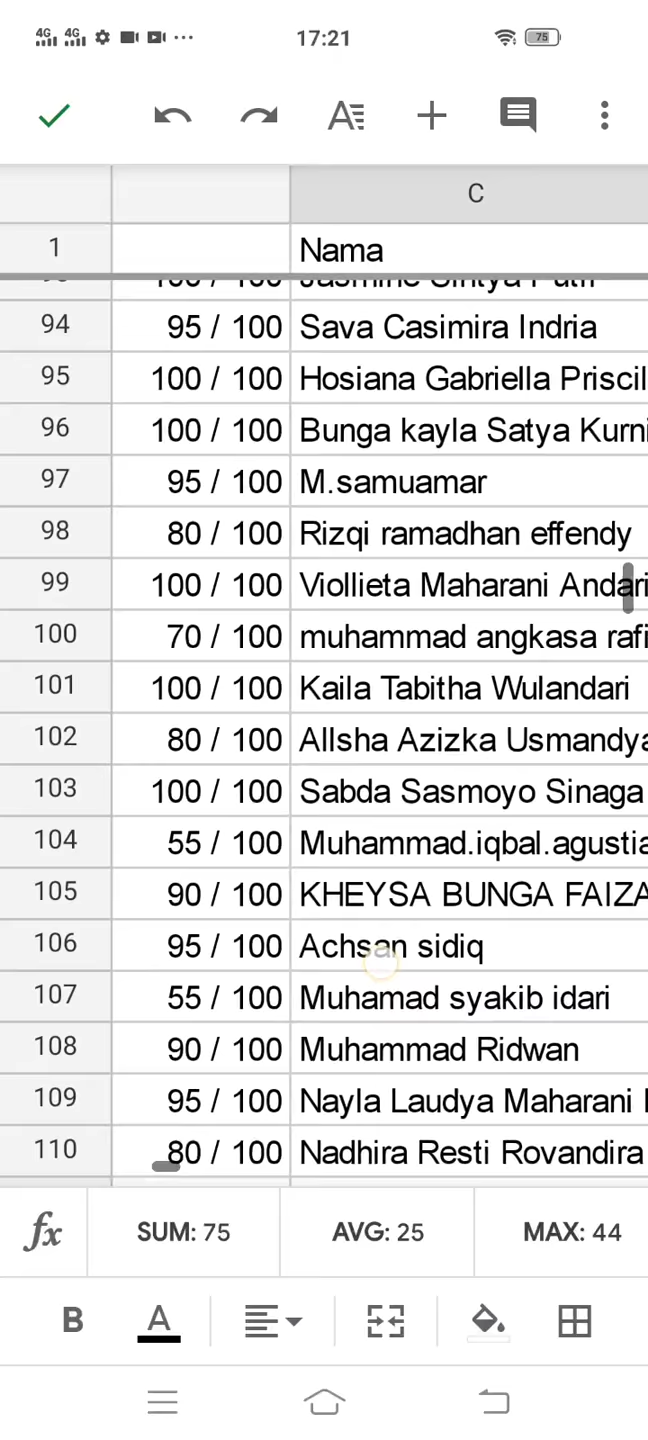 4G 4G 17:21 75
A
C
1 Nama
94 95 / 100 Sava Casimira Indria
95 100 / 100 Hosiana Gabriella Priscil
96 100 / 100 Bunga kayla Satya Kurni
97 95 / 100 M.samuamar
98 80 / 100 Rizqi ramadhan effendy
99 100 / 100 Viollieta Maharani Andari
100 70 / 100 muhammad angkasa rafi
101 100 / 100 Kaila Tabitha Wulandari
102 80 / 100 Allsha Azizka Usmandya
103 100 / 100 Sabda Sasmoyo Sinaga
104 55 / 100 Muhammad.iqbal.agustia
105 90 / 100 KHEYSA BUNGA FAIZA
106 95 / 100 Achsan sidiq
107 55 / 100 Muhamad syakib idari
108 90 / 100 Muhammad Ridwan
109 95 / 100 Nayla Laudya Maharani
110 80 / 100 Nadhira Resti Rovandira
fx SUM: 75 AVG: 25 MAX: 44
B A